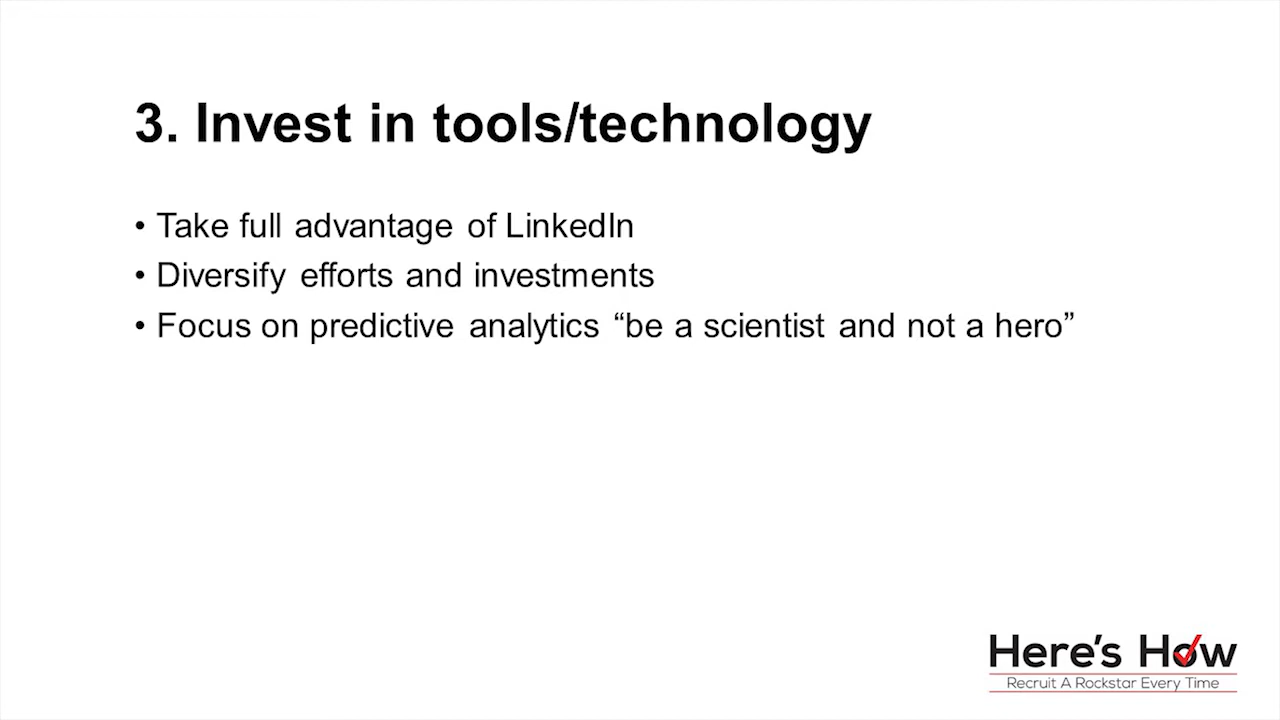 3. Invest in tools/technology
• Take full advantage of LinkedIn
• Diversify efforts and investments
• Focus on predictive analytics “be a scientist and not a hero”
Here's How
Recruit A Rockstar Every Time